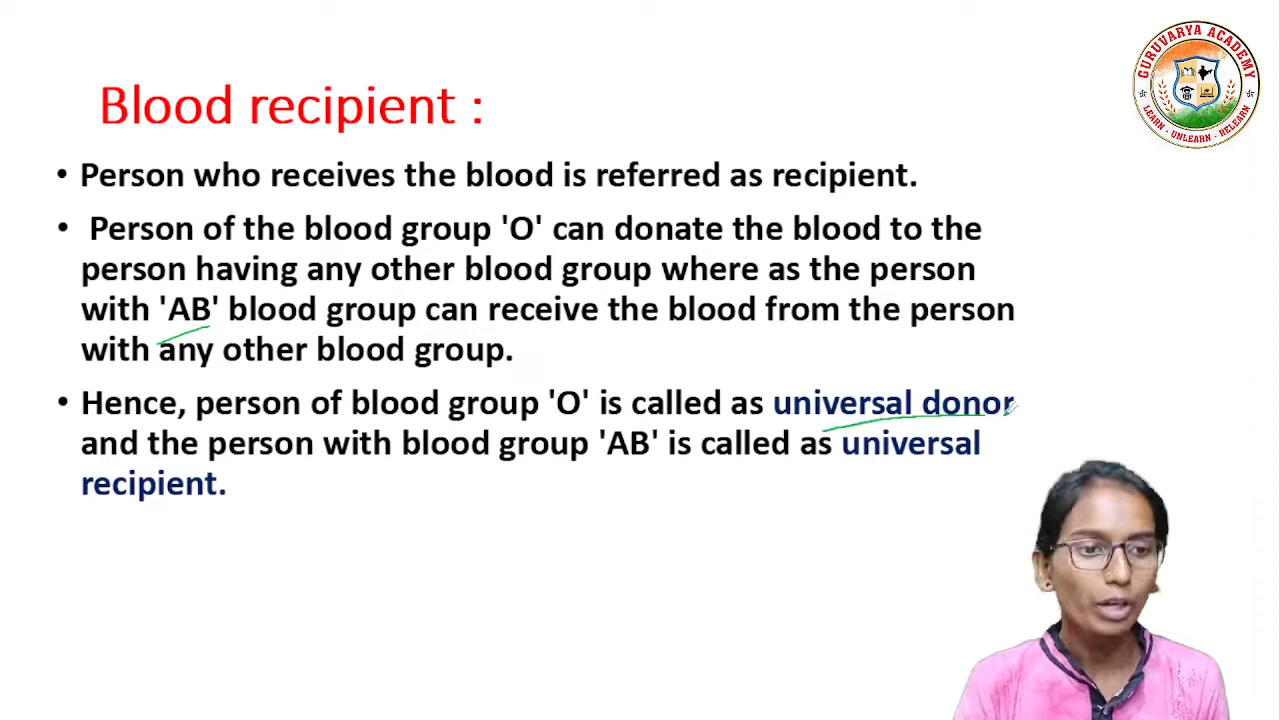 GURUVARYA ACADEMY
LEARN - UNLEARN - RELEARN
Blood recipient :
• Person who receives the blood is referred as recipient.
• Person of the blood group 'O' can donate the blood to the
person having any other blood group where as the person
with 'AB' blood group can receive the blood from the person
with any other blood group.
• Hence, person of blood group 'O' is called as universal donor
and the person with blood group 'AB' is called as universal
recipient.